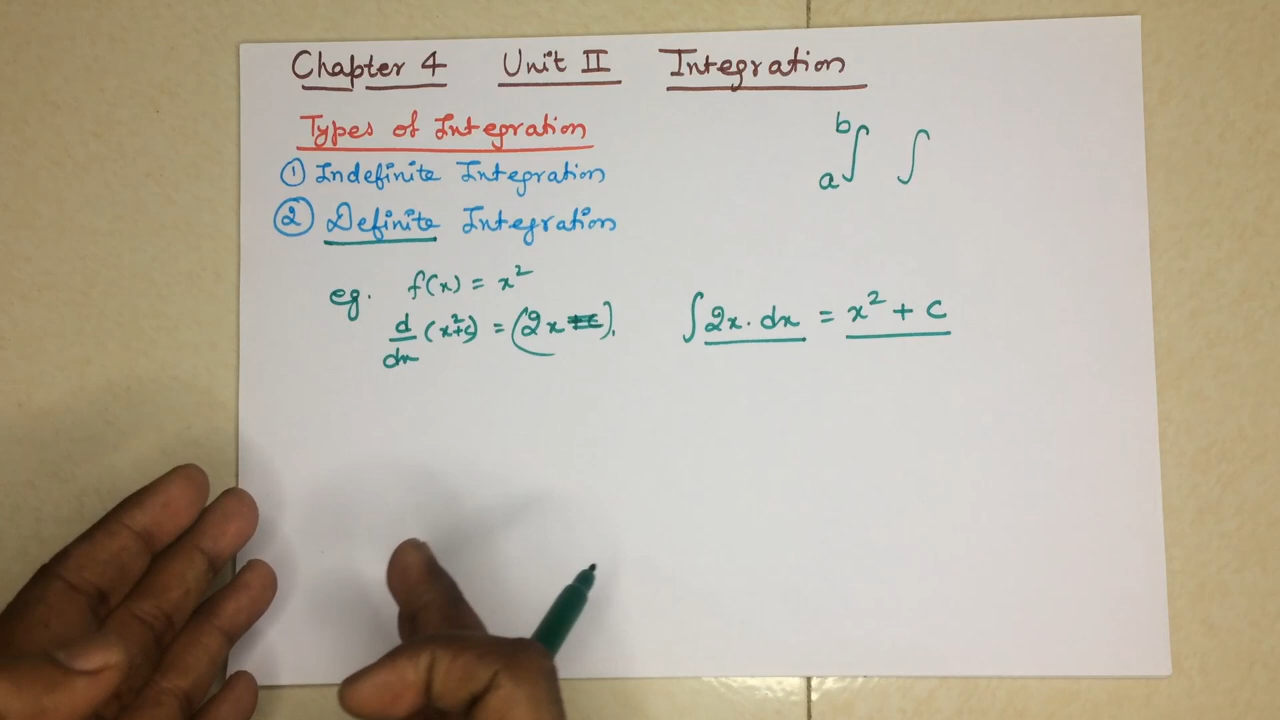 Chapter 4 Unit II Integration
Types of Integration
b∫a ∫
① Indefinite Integration
② Definite Integration
eg. f(x) = x²
d/dx (x²+c) = (2x +c). ∫2x. dx = x² + c